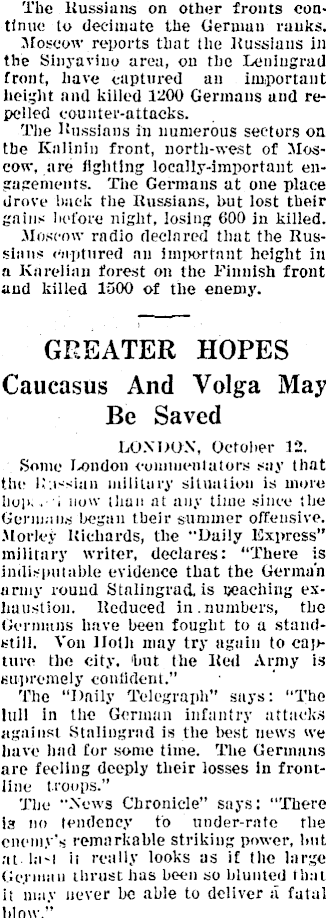 The Russians on other fronts con-
tinue to decimate the German ranks.
Moscow reports that the Russians in
the Sinyavino area, on the Leningrad
front, have captured an important
height and killed 1200 Germans and re-
pelled counter-attacks.
The Russians in numerous sectors on
the Kalinin front, north-west of Mos-
cow, are fighting locally-important en-
gagements. The Germans at one place
drove back the Russians, but lost their
gains before night, losing 600 in killed.
Moscow radio declared that the Rus-
sians captured an important height in
a Karelian forest on the Finnish front
and killed 1500 of the enemy.
GREATER HOPES
Caucasus And Volga May
Be Saved
LONDON, October 12.
Some London commentators say that
the Russian military situation is more
now than at any time since the
Germans began their summer offensive.
Morley Richards, the "Daily Express"
military writer, declares: "There is
indisputable evidence that the German
army round Stalingrad, is reaching ex-
haustion. Reduced in numbers, the
Germans have been fought to a stand-
still. Von Hoth may try again to cap-
ture the city, but the Red Army is
supremely confident."
The "Daily Telegraph" says: "The
lull in the German infantry attacks
against Stalingrad is the best news we
have had for some time. The Germans
are feeling deeply their losses in front-
line troops."
The "News Chronicle" says: "There
is no tendency to under-rate the
enemy's remarkable striking power, but
at last it really looks as if the large
German thrust has been so blunted that
it may never be able to deliver a fatal
blow."